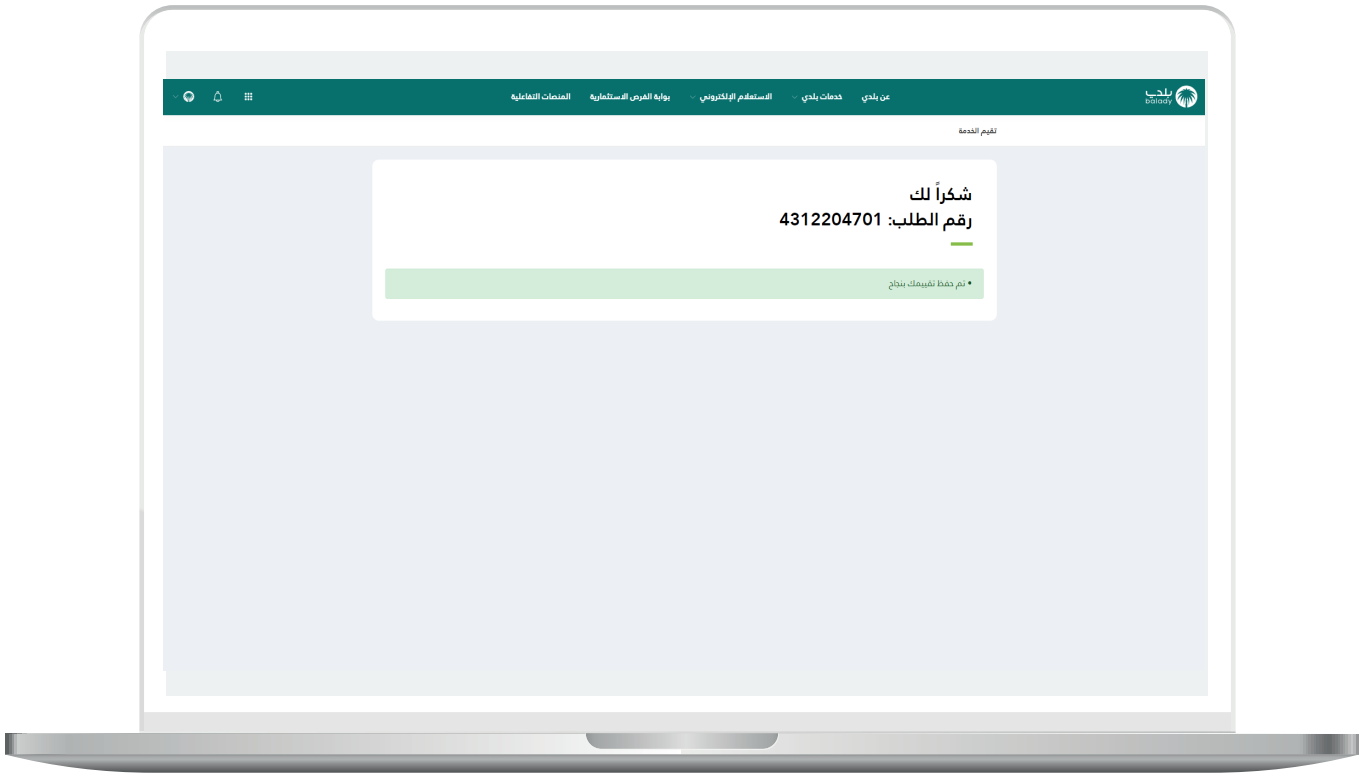 بلدي
balady
عن بلدي خدمات بلدي الاستعلام الإلكتروني بوابة الفرص الاستثمارية المنصات التفاعلية
تقيم الخدمة
شكراً لك
رقم الطلب: 4312204701
• تم حفظ تقييمك بنجاح